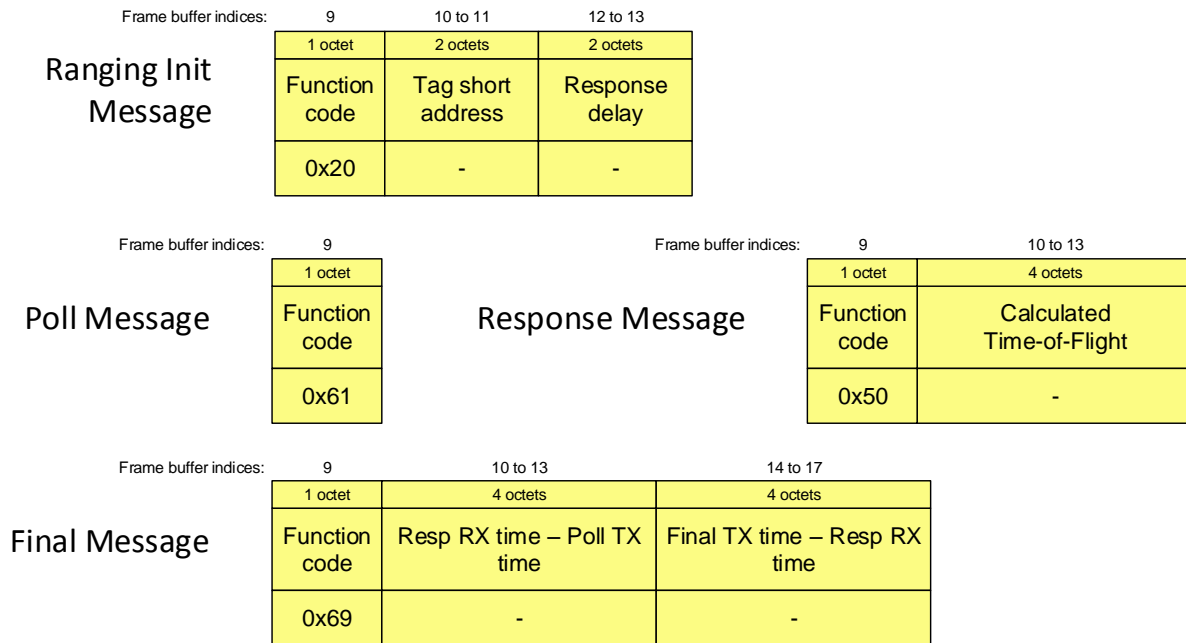 Frame buffer indices: 9 10 to 11 12 to 13
1 octet 2 octets 2 octets
Ranging Init
Message
Function
code
Tag short
address
Response
delay
0x20 - -
Frame buffer indices: 9
1 octet
Poll Message
Function
code
0x61
Frame buffer indices: 9 10 to 13
1 octet 4 octets
Response Message
Function
code
Calculated
Time-of-Flight
0x50 -
Frame buffer indices: 9 10 to 13 14 to 17
1 octet 4 octets 4 octets
Final Message
Function
code
Resp RX time – Poll TX
time
Final TX time – Resp RX
time
0x69 - -